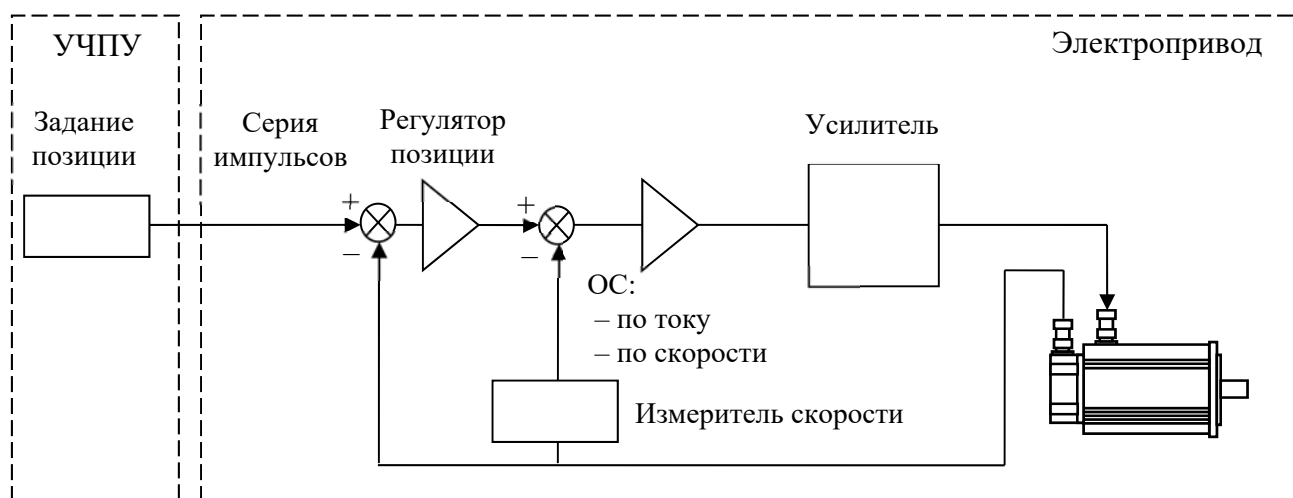 УЧПУ
Электропривод
Задание
позиции
Серия
импульсов
Регулятор
позиции
Усилитель
+
–
+
–
ОС:
– по току
– по скорости
Измеритель скорости